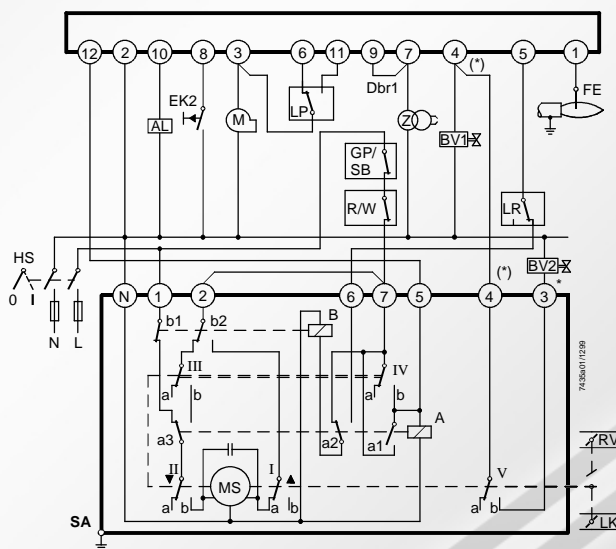 12 2 10 8 3 6 11 9 7 4 (*) 5 1
Dbr1
FE
EK2
AL
M
LP
Z
BV1
GP/
SB
R/W
LR
HS
0 I
BV2
N L
N 1 2 6 7 5 (*) 4 3 *
b1 b2 B
III IV
a b a b
A
a3 a2 a1
II I V
MS
a b a b a b
SA
RV
LK
7435a01/1299